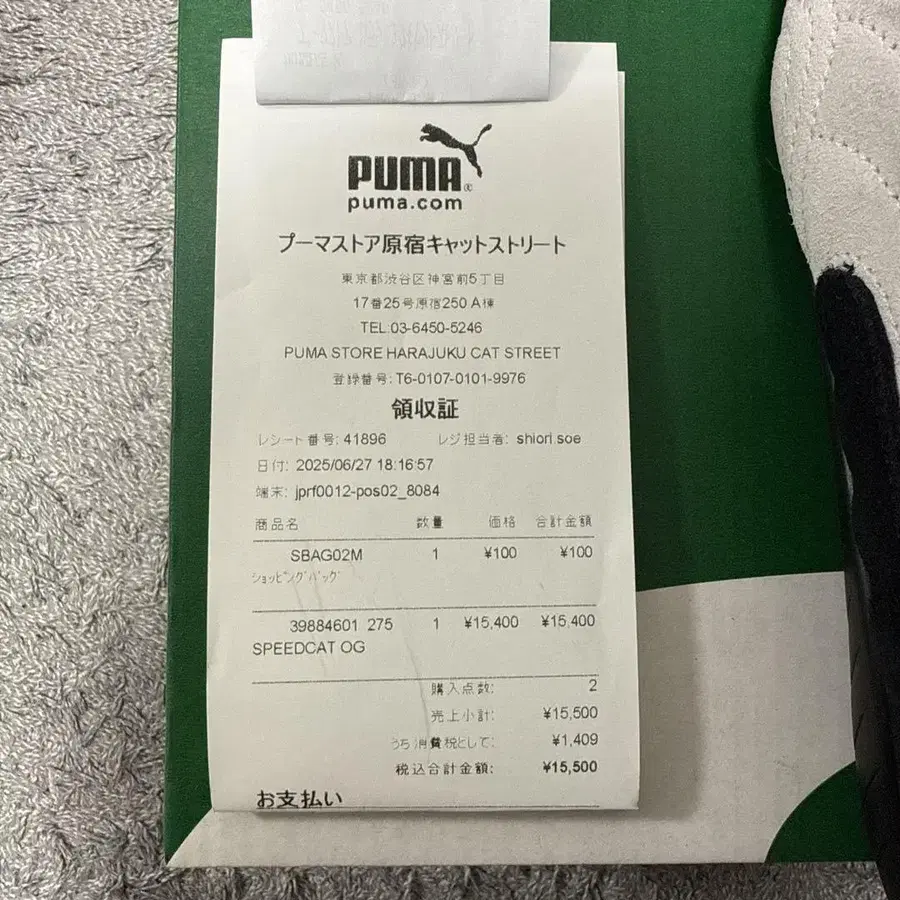 PUMA
puma.com
プーマストア原宿キャットストリート
東京都渋谷区神宮前5丁目
17番25号原宿250 A棟
TEL:03-6450-5246
PUMA STORE HARAJUKU CAT STREET
登録番号: T6-0107-0101-9976
領収証
レシート番号: 41896 レジ担当者: shiori.soe
日付: 2025/06/27 18:16:57
端末: jprf0012-pos02_8084
商品名 数量 価格 合計金額
SBAG02M 1 ¥100 ¥100
ショッピングバッグ
39884601 275 1 ¥15,400 ¥15,400
SPEEDCAT OG
購入点数: 2
売上小計: ¥15,500
うち消費税として: ¥1,409
税込合計金額: ¥15,500
お支払い